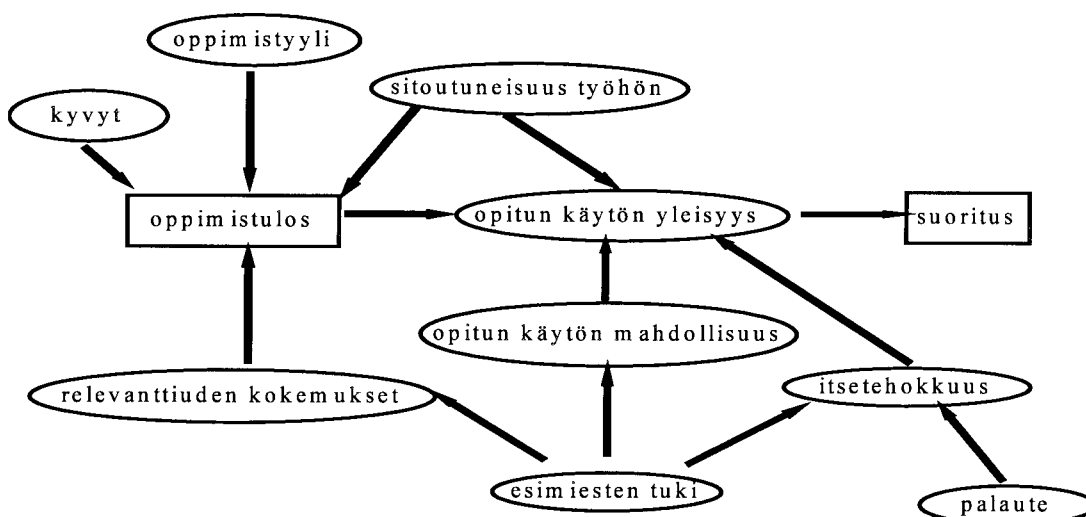 oppimistyyli
sitoutuneisuus työhön
kyvyt
oppimistulos
opitun käytön yleisyys
suoritus
opitun käytön mahdollisuus
relevanttiuden kokemukset
itsetehokkuus
esimiesten tuki
palaute